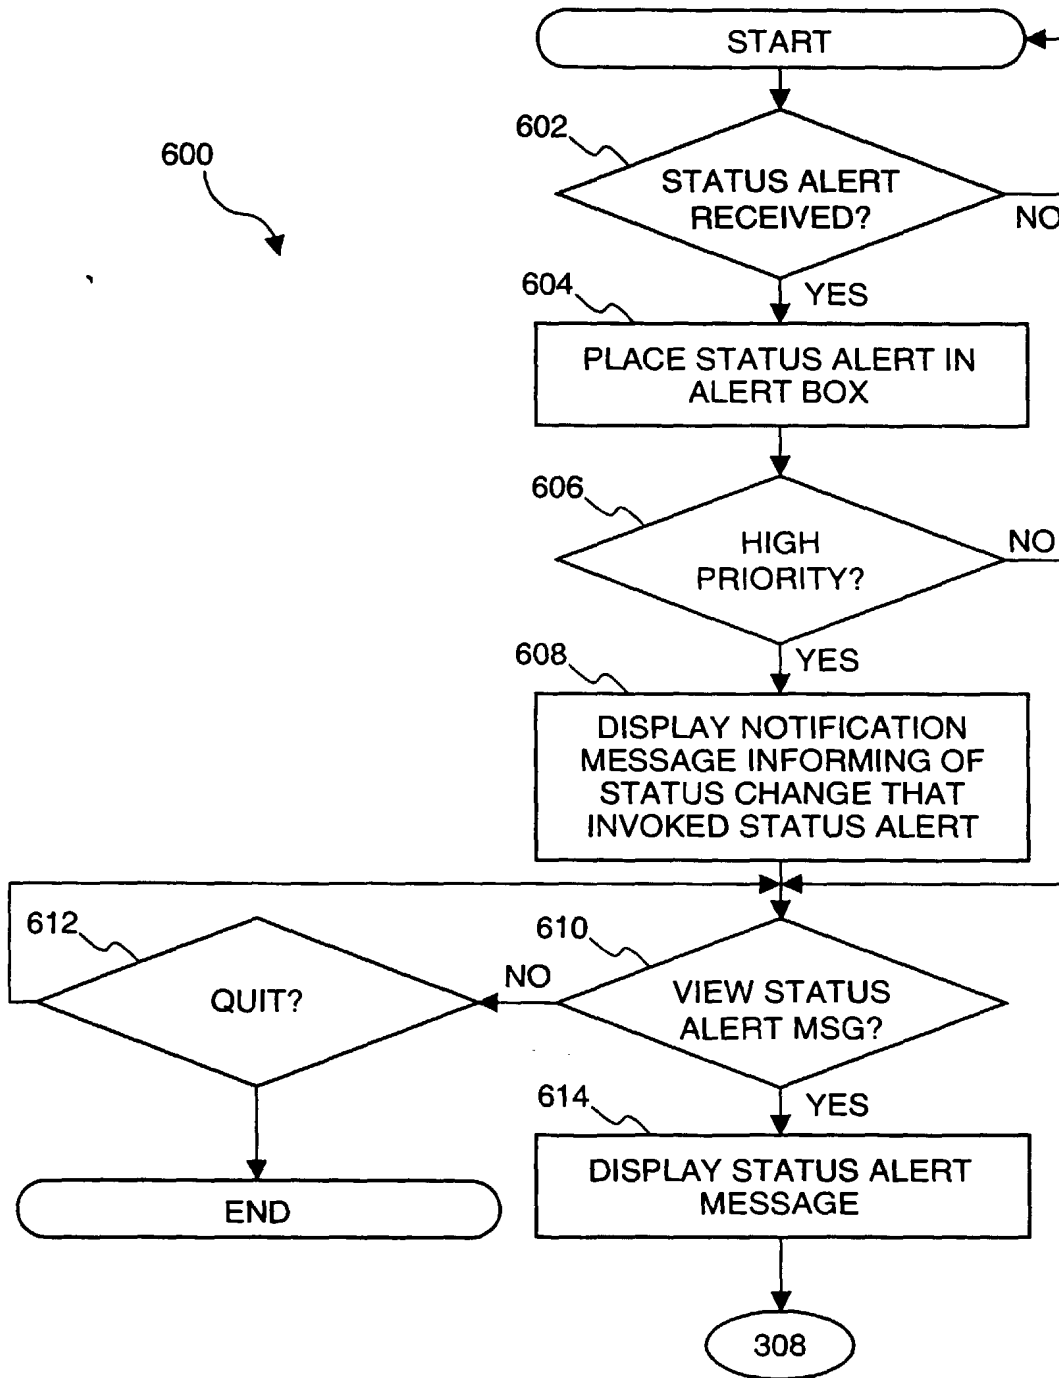 START
602
600
STATUS ALERT
RECEIVED?
NO
YES
604
PLACE STATUS ALERT IN
ALERT BOX
606
HIGH
PRIORITY?
NO
YES
608
DISPLAY NOTIFICATION
MESSAGE INFORMING OF
STATUS CHANGE THAT
INVOKED STATUS ALERT
612
QUIT?
NO
610
VIEW STATUS
ALERT MSG?
YES
614
DISPLAY STATUS ALERT
MESSAGE
END
308